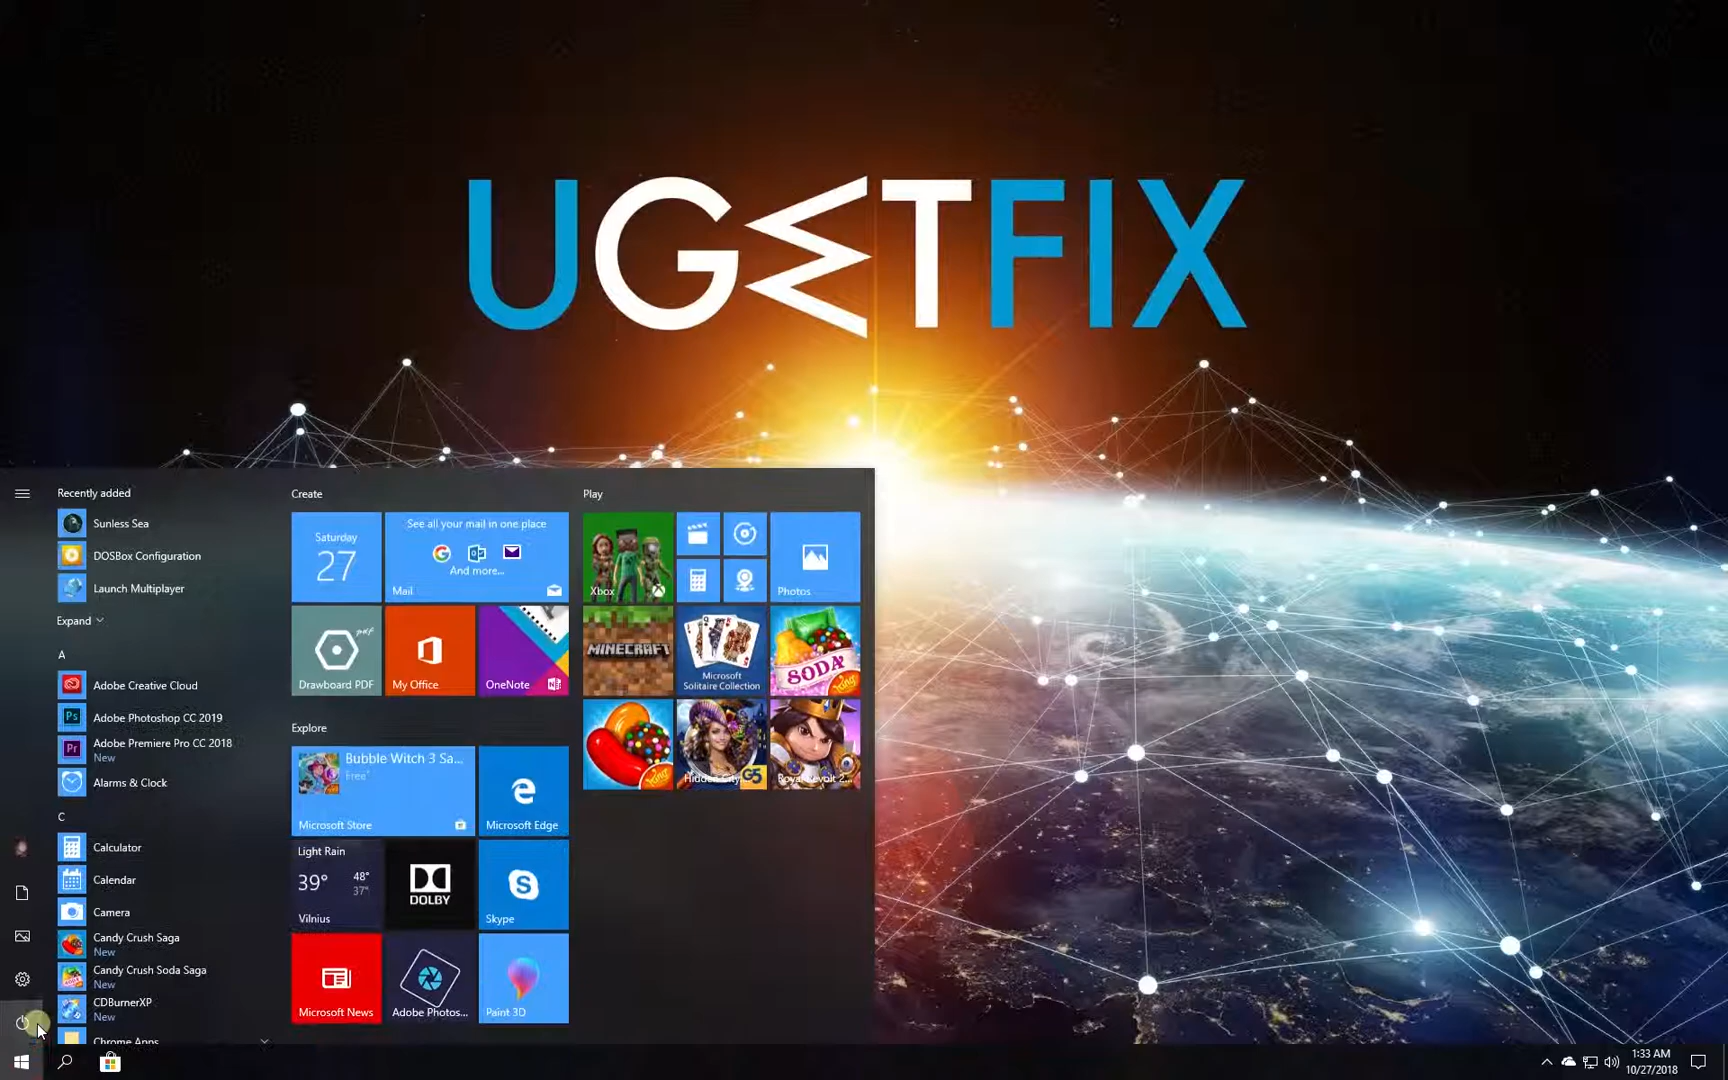 UGETFIX
Recently added
Sunless Sea
DOSBox Configuration
Launch Multiplayer
Expand
A
Adobe Creative Cloud
Ps
Adobe Photoshop CC 2019
Pr
Adobe Premiere Pro CC 2018
New
Alarms & Clock
C
Calculator
Calendar
Camera
Candy Crush Saga
New
Candy Crush Soda Saga
New
CDBurnerXP
New
Chrome Apps
Create
Saturday
27
See all your mail in one place
And more...
Mail
Drawboard PDF
My Office
OneNote
Explore
Bubble Witch 3 Sa...
Free
Microsoft Store
Microsoft Edge
Light Rain
39° 48°
37°
Vilnius
DOLBY
Skype
Microsoft News
Adobe Photos...
Paint 3D
Play
Xbox
Photos
MINECRAFT
Microsoft
Solitaire Collection
SODA
King
King
Hidden City
G5
Royal Revolt 2...
1:33 AM
10/27/2018